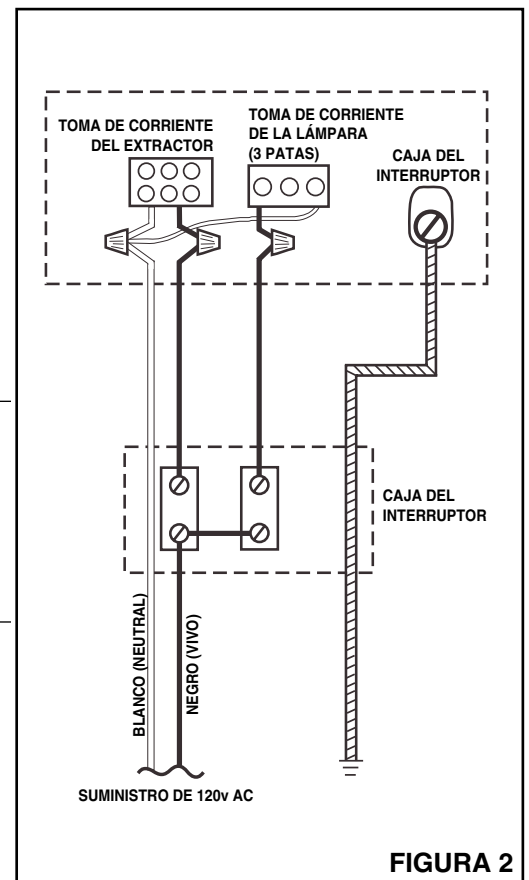 TOMA DE CORRIENTE
DEL EXTRACTOR
TOMA DE CORRIENTE
DE LA LÁMPARA
(3 PATAS)
CAJA DEL
INTERRUPTOR
CAJA DEL
INTERRUPTOR
BLANCO (NEUTRAL)
NEGRO (VIVO)
SUMINISTRO DE 120v AC
FIGURA 2